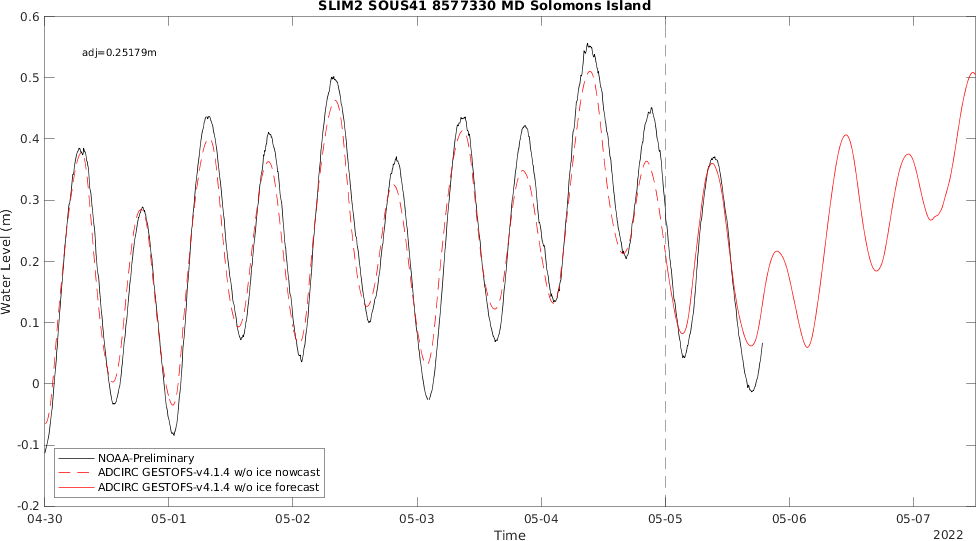 SLIM2 SOUS41 8577330 MD Solomons Island
adj=0.25179m
0.6
0.5
0.4
0.3
0.2
0.1
0
-0.1
-0.2
Water Level (m)
NOAA-Preliminary
ADCIRC GESTOFS-v4.1.4 w/o ice nowcast
ADCIRC GESTOFS-v4.1.4 w/o ice forecast
04-30 05-01 05-02 05-03 05-04 05-05 05-06 05-07
Time
2022